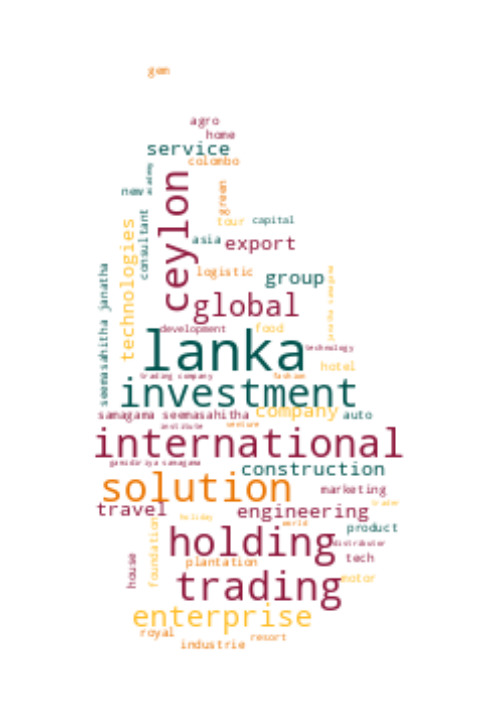 gem
agro
home
service
colombo
academy
new
green
ceylon
consultant
tour capital
technologies
asia export
seemasahitha janatha
logistic group
janatha samagama
global
development food
lanka
technology
hotel
trading company fashion
investment
samagama seemasahitha company auto
institute venture
international
gamidiriya samagama
construction
solution marketing
travel engineering trader
foundation holiday world product
holding distributor
house plantation tech
trading motor
enterprise
royal resort
industrie